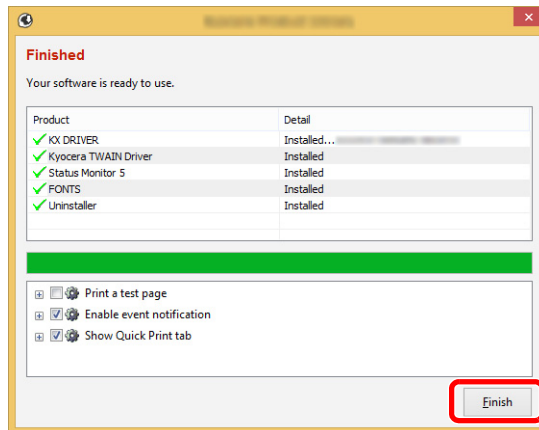 Finished
Your software is ready to use.
Product Detail
KX DRIVER Installed...
Kyocera TWAIN Driver Installed
Status Monitor 5 Installed
FONTS Installed
Uninstaller Installed
Print a test page
Enable event notification
Show Quick Print tab
Finish